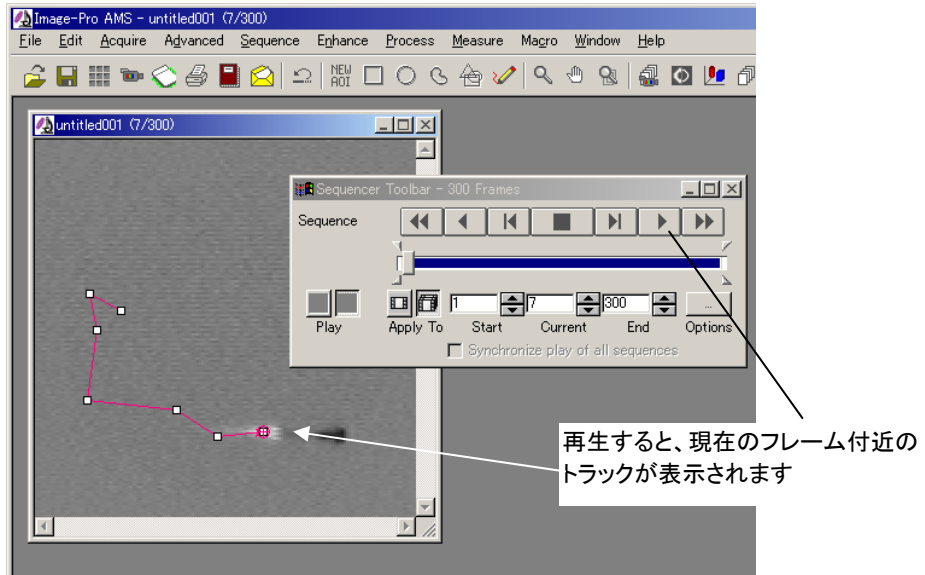 Image-Pro AMS - untitled001 (7/300)
File Edit Acquire Advanced Sequence Enhance Process Measure Macro Window Help
NEW
AOI
untitled001 (7/300)
Sequencer Toolbar - 300 Frames
Sequence
1 7 300 ...
Play Apply To Start Current End Options
Synchronize play of all sequences
再生すると、現在のフレーム付近の
トラックが表示されます